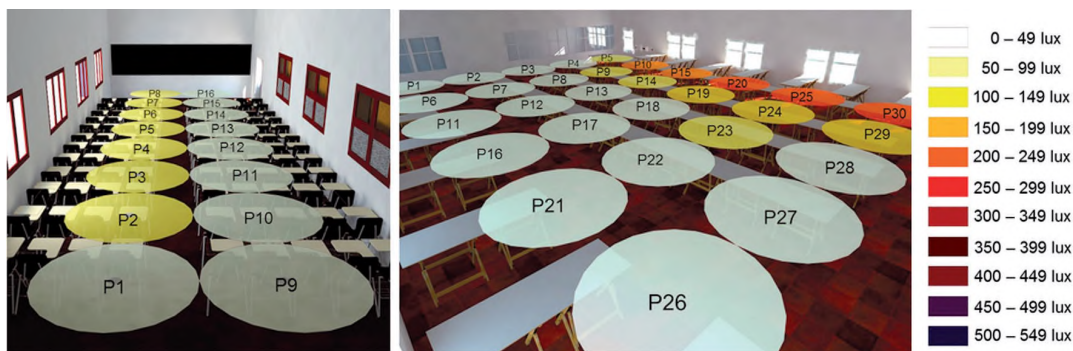 P8 P16
P7 P15
P6 P14
P5 P13
P4 P12
P3 P11
P2 P10
P1 P9
P1 P2 P3 P4 P5
P6 P7 P8 P9 P10
P11 P12 P13 P14 P15
P16 P17 P18 P19 P20
P21 P22 P23 P24 P25
P26 P27 P28 P29 P30
0 – 49 lux
50 – 99 lux
100 – 149 lux
150 – 199 lux
200 – 249 lux
250 – 299 lux
300 – 349 lux
350 – 399 lux
400 – 449 lux
450 – 499 lux
500 – 549 lux